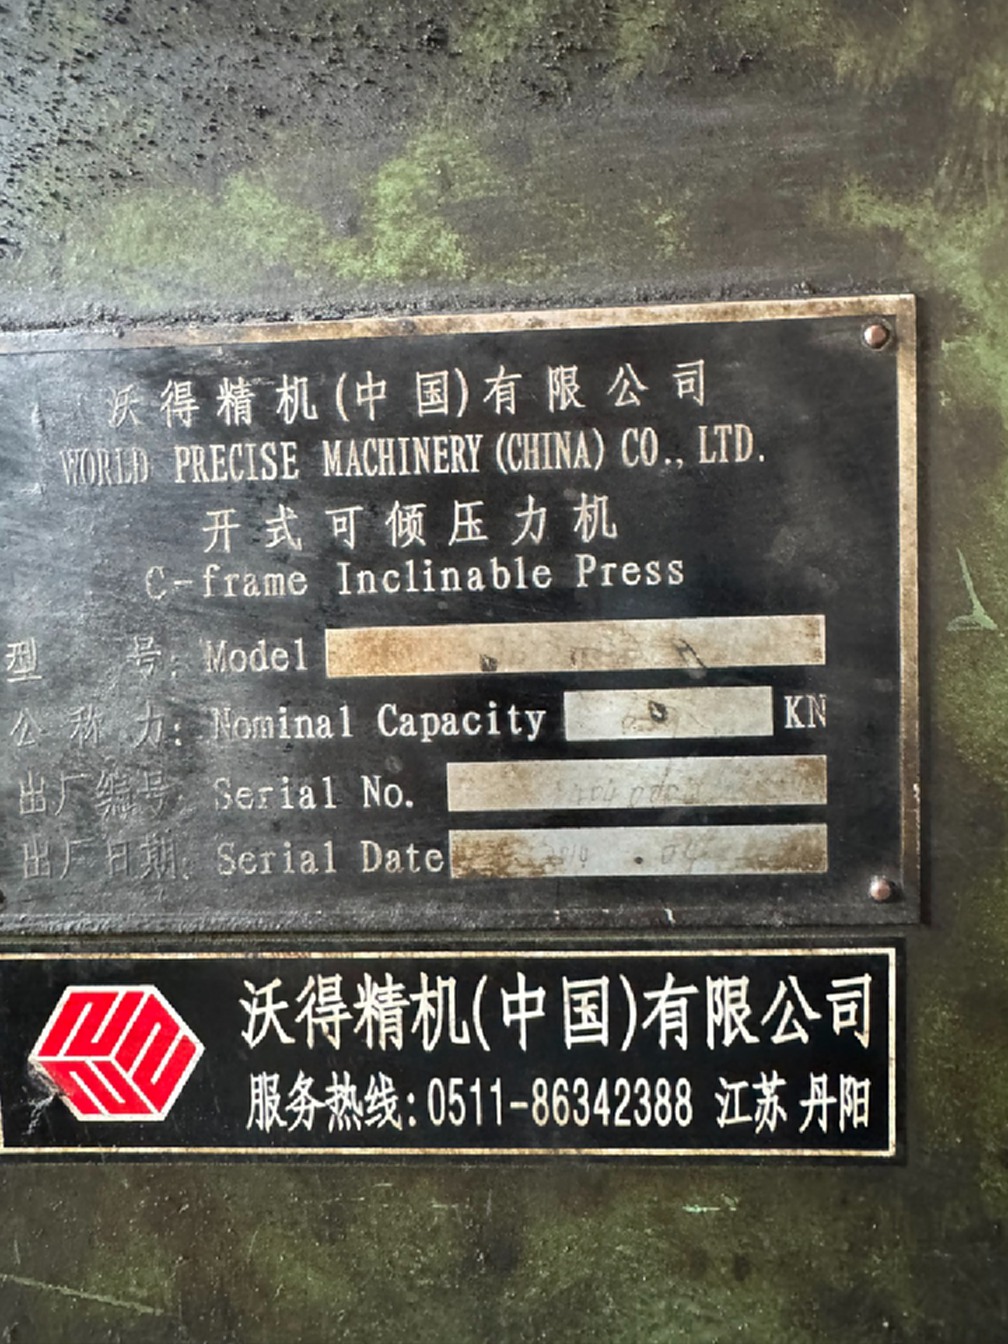 沃得精机(中国)有限公司
WORLD PRECISE MACHINERY (CHINA) CO., LTD.
开式可倾压力机
C-frame Inclinable Press
型 号: Model
公称力: Nominal Capacity KN
出厂编号: Serial No.
出厂日期: Serial Date
沃得精机(中国)有限公司
服务热线:0511-86342388 江苏 丹阳